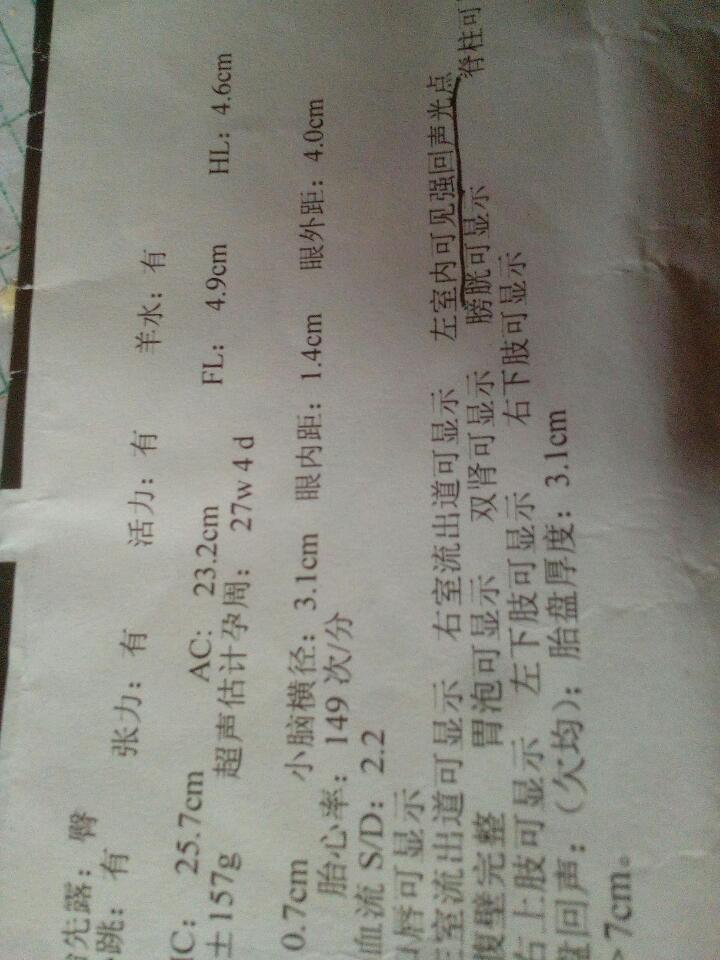 先露：臀
跳：有 张力：有 活力：有 羊水：有
C: 25.7cm AC: 23.2cm FL: 4.9cm HL: 4.6cm
±157g 超声估计孕周: 27w 4 d
0.7cm 小脑横径: 3.1cm 眼内距: 1.4cm 眼外距: 4.0cm
胎心率: 149 次/分
血流 S/D: 2.2
唇可显示
室流出道可显示 右室流出道可显示 左室内可见强回声光点
腹壁完整 胃泡可显示 双肾可显示 膀胱可显示 脊柱可
右上肢可显示 左下肢可显示 右下肢可显示
盘回声:（欠均）；胎盘厚度: 3.1cm
>7cm。